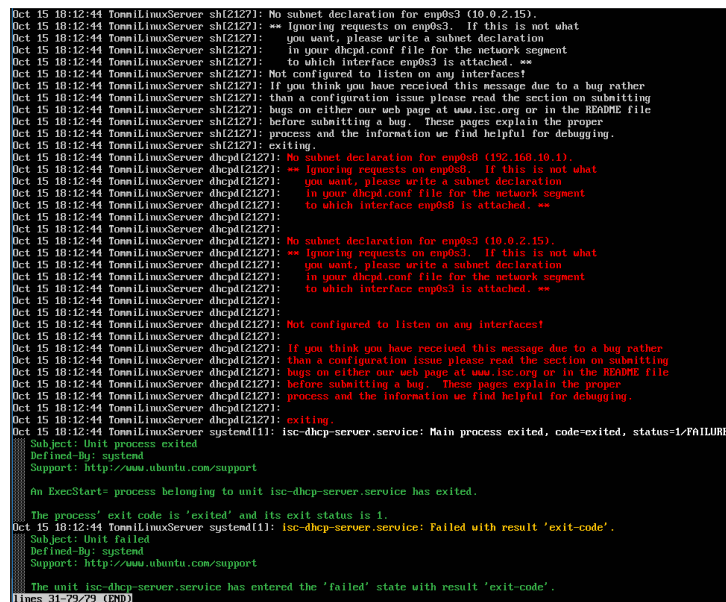 Oct 15 18:12:44 TommiLinuxServer sh[2127]: No subnet declaration for enp0s3 (10.0.2.15).
Oct 15 18:12:44 TommiLinuxServer sh[2127]: ** Ignoring requests on enp0s3.  If this is not what
Oct 15 18:12:44 TommiLinuxServer sh[2127]:    you want, please write a subnet declaration
Oct 15 18:12:44 TommiLinuxServer sh[2127]:    in your dhcpd.conf file for the network segment
Oct 15 18:12:44 TommiLinuxServer sh[2127]:    to which interface enp0s3 is attached. **
Oct 15 18:12:44 TommiLinuxServer sh[2127]: Not configured to listen on any interfaces!
Oct 15 18:12:44 TommiLinuxServer sh[2127]: If you think you have received this message due to a bug rather
Oct 15 18:12:44 TommiLinuxServer sh[2127]: than a configuration issue please read the section on submitting
Oct 15 18:12:44 TommiLinuxServer sh[2127]: bugs on either our web page at www.isc.org or in the README file
Oct 15 18:12:44 TommiLinuxServer sh[2127]: before submitting a bug.  These pages explain the proper
Oct 15 18:12:44 TommiLinuxServer sh[2127]: process and the information we find helpful for debugging.
Oct 15 18:12:44 TommiLinuxServer sh[2127]: exiting.
Oct 15 18:12:44 TommiLinuxServer dhcpd[2127]: No subnet declaration for enp0s8 (192.168.10.1).
Oct 15 18:12:44 TommiLinuxServer dhcpd[2127]: ** Ignoring requests on enp0s8.  If this is not what
Oct 15 18:12:44 TommiLinuxServer dhcpd[2127]:    you want, please write a subnet declaration
Oct 15 18:12:44 TommiLinuxServer dhcpd[2127]:    in your dhcpd.conf file for the network segment
Oct 15 18:12:44 TommiLinuxServer dhcpd[2127]:    to which interface enp0s8 is attached. **
Oct 15 18:12:44 TommiLinuxServer dhcpd[2127]:
Oct 15 18:12:44 TommiLinuxServer dhcpd[2127]:
Oct 15 18:12:44 TommiLinuxServer dhcpd[2127]: No subnet declaration for enp0s3 (10.0.2.15).
Oct 15 18:12:44 TommiLinuxServer dhcpd[2127]: ** Ignoring requests on enp0s3.  If this is not what
Oct 15 18:12:44 TommiLinuxServer dhcpd[2127]:    you want, please write a subnet declaration
Oct 15 18:12:44 TommiLinuxServer dhcpd[2127]:    in your dhcpd.conf file for the network segment
Oct 15 18:12:44 TommiLinuxServer dhcpd[2127]:    to which interface enp0s3 is attached. **
Oct 15 18:12:44 TommiLinuxServer dhcpd[2127]:
Oct 15 18:12:44 TommiLinuxServer dhcpd[2127]:
Oct 15 18:12:44 TommiLinuxServer dhcpd[2127]: Not configured to listen on any interfaces!
Oct 15 18:12:44 TommiLinuxServer dhcpd[2127]:
Oct 15 18:12:44 TommiLinuxServer dhcpd[2127]: If you think you have received this message due to a bug rather
Oct 15 18:12:44 TommiLinuxServer dhcpd[2127]: than a configuration issue please read the section on submitting
Oct 15 18:12:44 TommiLinuxServer dhcpd[2127]: bugs on either our web page at www.isc.org or in the README file
Oct 15 18:12:44 TommiLinuxServer dhcpd[2127]: before submitting a bug.  These pages explain the proper
Oct 15 18:12:44 TommiLinuxServer dhcpd[2127]: process and the information we find helpful for debugging.
Oct 15 18:12:44 TommiLinuxServer dhcpd[2127]:
Oct 15 18:12:44 TommiLinuxServer dhcpd[2127]: exiting.
Oct 15 18:12:44 TommiLinuxServer systemd[1]: isc-dhcp-server.service: Main process exited, code=exited, status=1/FAILURE
Subject: Unit process exited
Defined-By: systemd
Support: http://www.ubuntu.com/support
An ExecStart= process belonging to unit isc-dhcp-server.service has exited.
The process' exit code is 'exited' and its exit status is 1.
Oct 15 18:12:44 TommiLinuxServer systemd[1]: isc-dhcp-server.service: Failed with result 'exit-code'.
Subject: Unit failed
Defined-By: systemd
Support: http://www.ubuntu.com/support
The unit isc-dhcp-server.service has entered the 'failed' state with result 'exit-code'.
lines 31-79/79 (END)